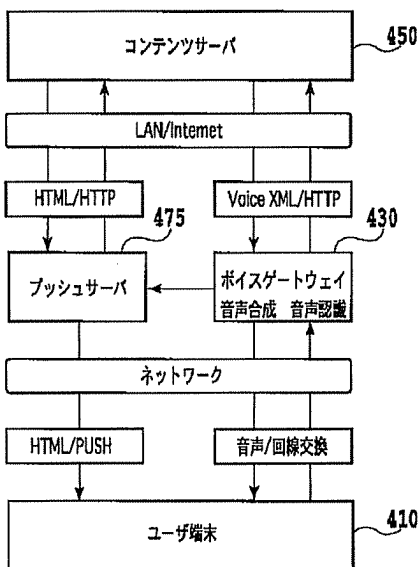 コンテンツサーバ
450
LAN/Internet
HTML/HTTP
Voice XML/HTTP
475
430
プッシュサーバ
ボイスゲートウェイ
音声合成 音声認識
ネットワーク
HTML/PUSH
音声/回線交換
ユーザ端末
410